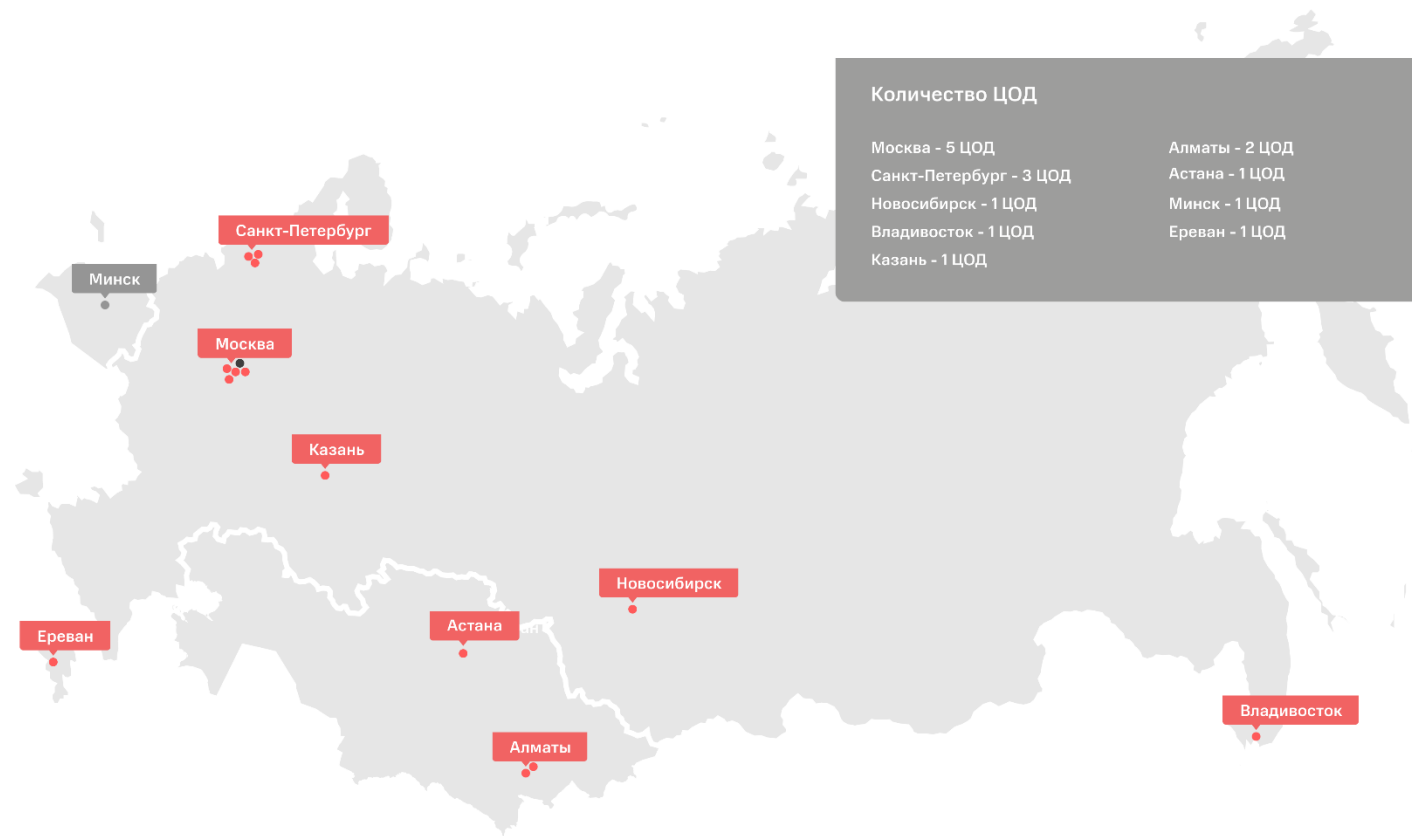 Количество ЦОД
Москва - 5 ЦОД
Санкт-Петербург - 3 ЦОД
Новосибирск - 1 ЦОД
Владивосток - 1 ЦОД
Казань - 1 ЦОД
Алматы - 2 ЦОД
Астана - 1 ЦОД
Минск - 1 ЦОД
Ереван - 1 ЦОД
Санкт-Петербург
Минск
Москва
Казань
Новосибирск
Астана
Ереван
Владивосток
Алматы